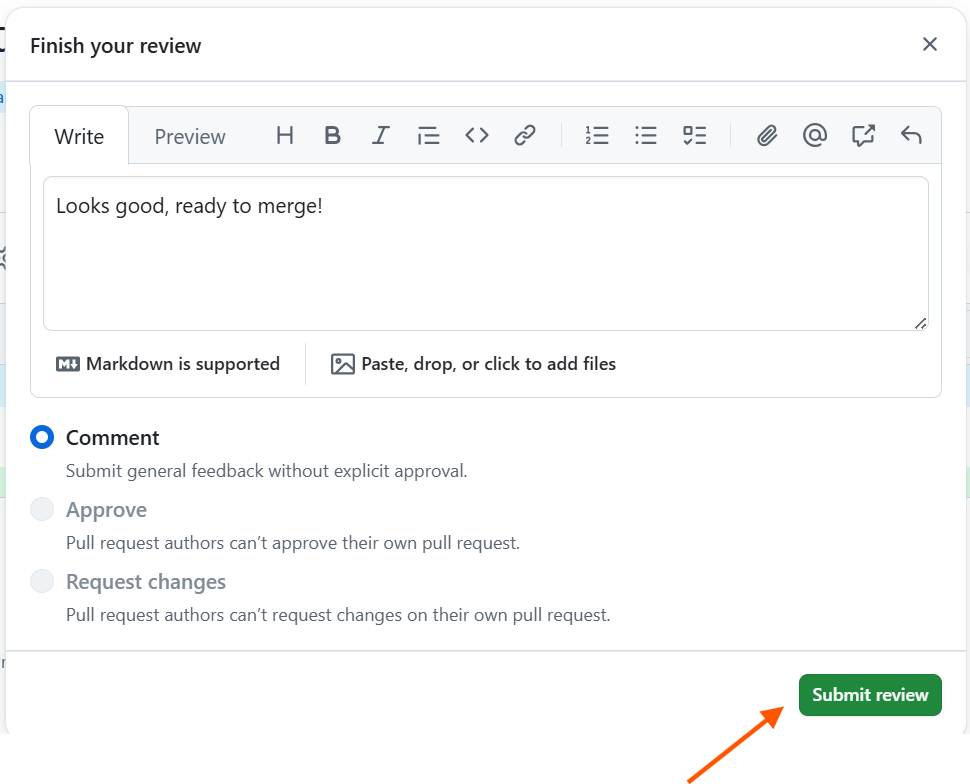 Finish your review
Write Preview
Looks good, ready to merge!
Markdown is supported Paste, drop, or click to add files
Comment
Submit general feedback without explicit approval.
Approve
Pull request authors can’t approve their own pull request.
Request changes
Pull request authors can’t request changes on their own pull request.
Submit review